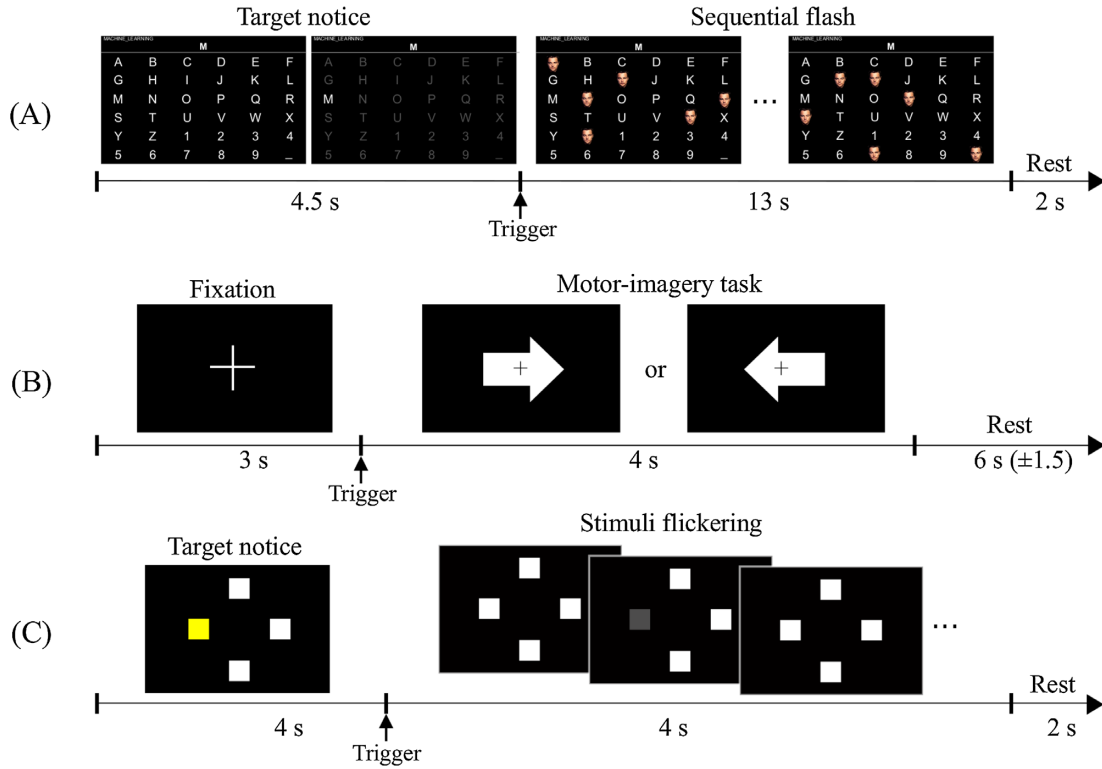 Target notice
Sequential flash
(A)
MACHINE_LEARNING
M
A B C D E F
G H I J K L
M N O P Q R
S T U V W X
Y Z 1 2 3 4
5 6 7 8 9 _
MACHINE_LEARNING
M
A B C D E F
G H I J K L
M N O P Q R
S T U V W X
Y Z 1 2 3 4
5 6 7 8 9 _
MACHINE_LEARNING
M
B C D E F
G H J K L
M O P Q
S T U V X
Y 1 2 3 4
5 6 7 8 9 _
...
MACHINE_LEARNING
M
A B C D E F
G J K L
M N O Q R
T U V W X
Y Z 1 2 3 4
5 6 8 9
Rest
4.5 s
13 s
2 s
Trigger
(B)
Fixation
Motor-imagery task
or
Rest
3 s
4 s
6 s (±1.5)
Trigger
(C)
Target notice
Stimuli flickering
...
Rest
4 s
4 s
2 s
Trigger